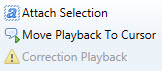 Attach Selection
Move Playback To Cursor
Correction Playback